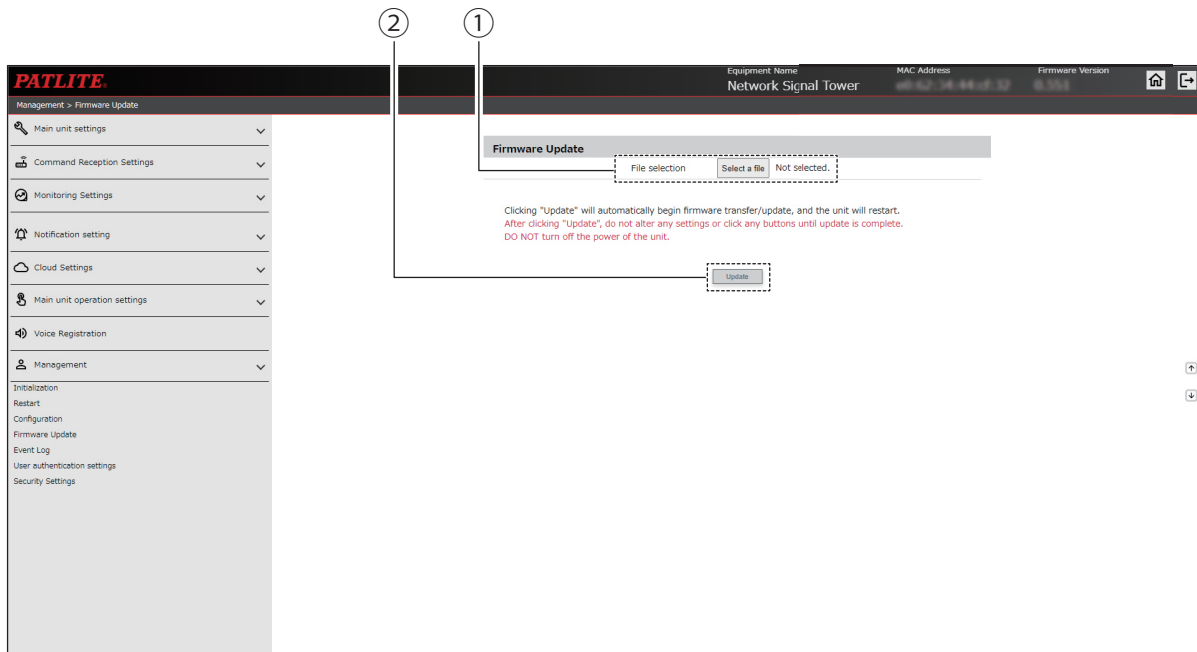 ② ①
PATLITE®
Equipment Name
Network Signal Tower
MAC Address
Firmware Version
Management > Firmware Update
Main unit settings
Command Reception Settings
Monitoring Settings
Notification setting
Cloud Settings
Main unit operation settings
Voice Registration
Management
Initialization
Restart
Configuration
Firmware Update
Event Log
User authentication settings
Security Settings
Firmware Update
File selection Select a file Not selected.
Clicking "Update" will automatically begin firmware transfer/update, and the unit will restart.
After clicking "Update", do not alter any settings or click any buttons until update is complete.
DO NOT turn off the power of the unit.
Update